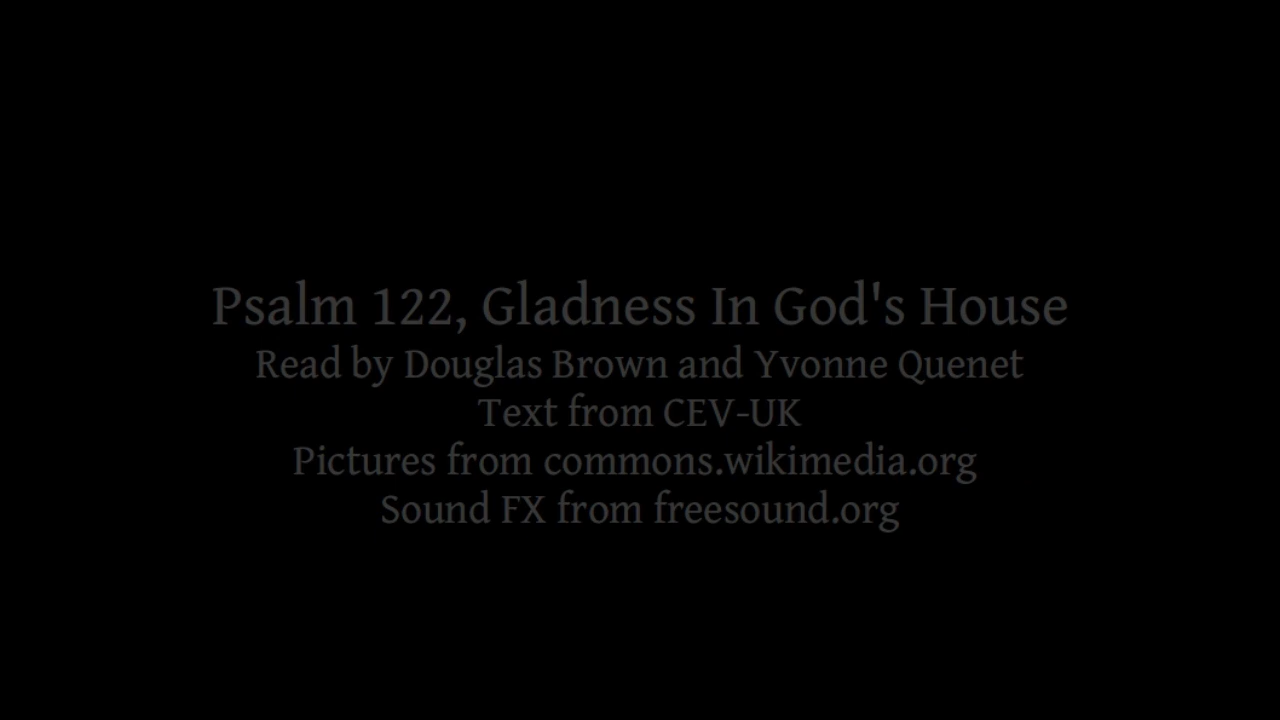 Psalm 122, Gladness In God's House
Read by Douglas Brown and Yvonne Quenet
Text from CEV-UK
Pictures from commons.wikimedia.org
Sound FX from freesound.org